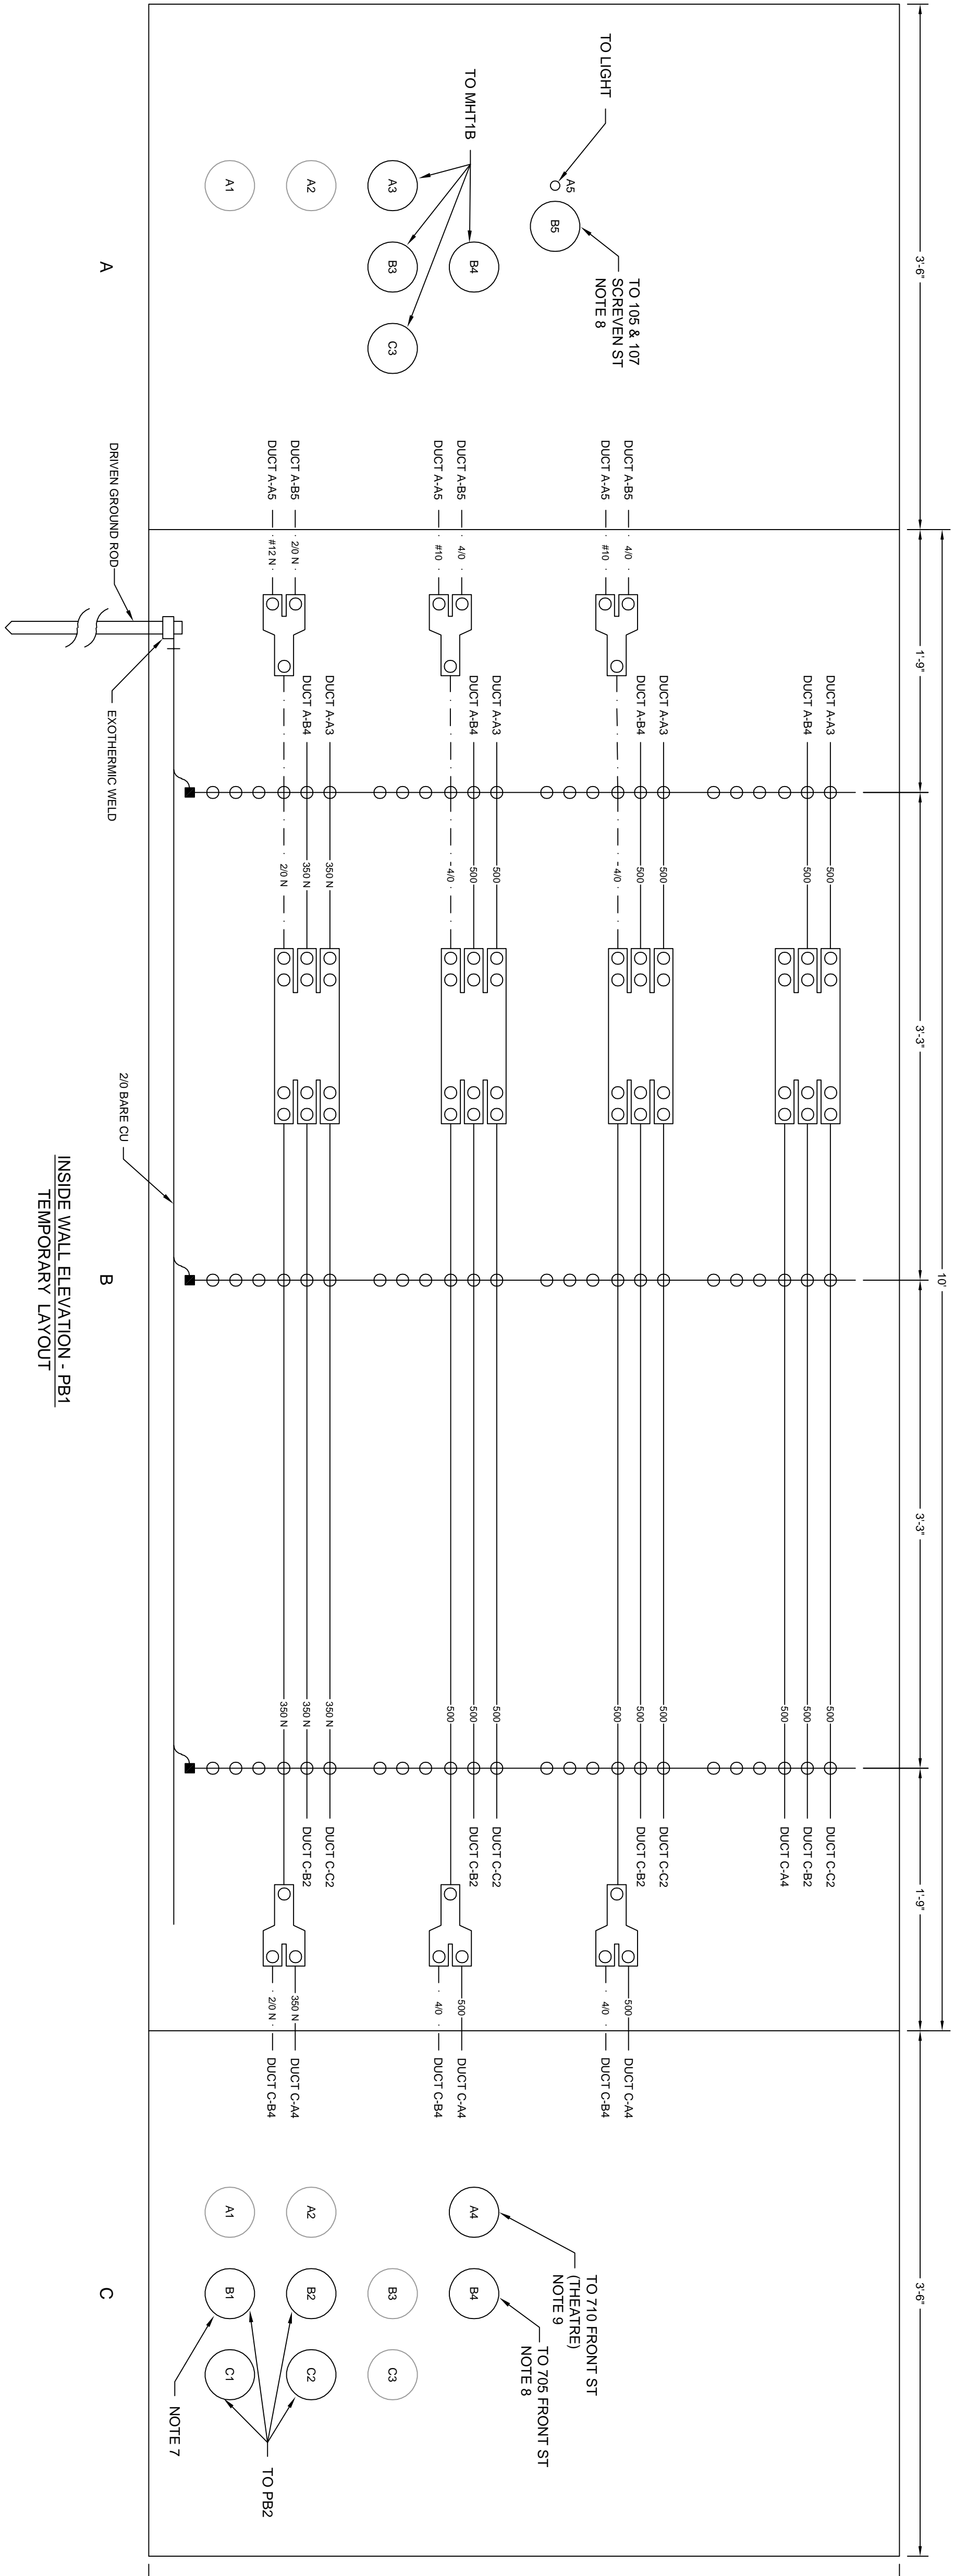 3'-6"
1'-9"
10'
3'-3"
3'-3"
1'-9"
3'-6"
TO LIGHT
TO MHT1B
A5
B5
TO 105 & 107
SCREVEN ST
NOTE 8
A3
B3
B4
C3
A2
A1
A
DUCT A-B5
4/0
DUCT A-A5
#10
DUCT A-B5
4/0
DUCT A-A5
#10
DUCT A-B5
2/0 N
DUCT A-A5
#12 N
DRIVEN GROUND ROD
EXOTHERMIC WELD
DUCT A-A3
500
DUCT A-B4
500
DUCT A-A3
500
DUCT A-B4
500
4/0
DUCT A-A3
500
DUCT A-B4
500
4/0
DUCT A-A3
350 N
DUCT A-B4
350 N
2/0 N
2/0 BARE CU
B
500
DUCT C-C2
500
DUCT C-B2
500
DUCT C-A4
500
DUCT C-C2
500
DUCT C-B2
500
500
DUCT C-C2
500
DUCT C-B2
500
350 N
DUCT C-C2
350 N
DUCT C-B2
350 N
500
DUCT C-A4
4/0
DUCT C-B4
500
DUCT C-A4
4/0
DUCT C-B4
350 N
DUCT C-A4
2/0 N
DUCT C-B4
A4
B4
TO 710 FRONT ST
(THEATRE)
NOTE 9
TO 705 FRONT ST
NOTE 8
B3
C3
A2
B2
C2
A1
B1
C1
TO PB2
NOTE 7
C
INSIDE WALL ELEVATION - PB1
TEMPORARY LAYOUT